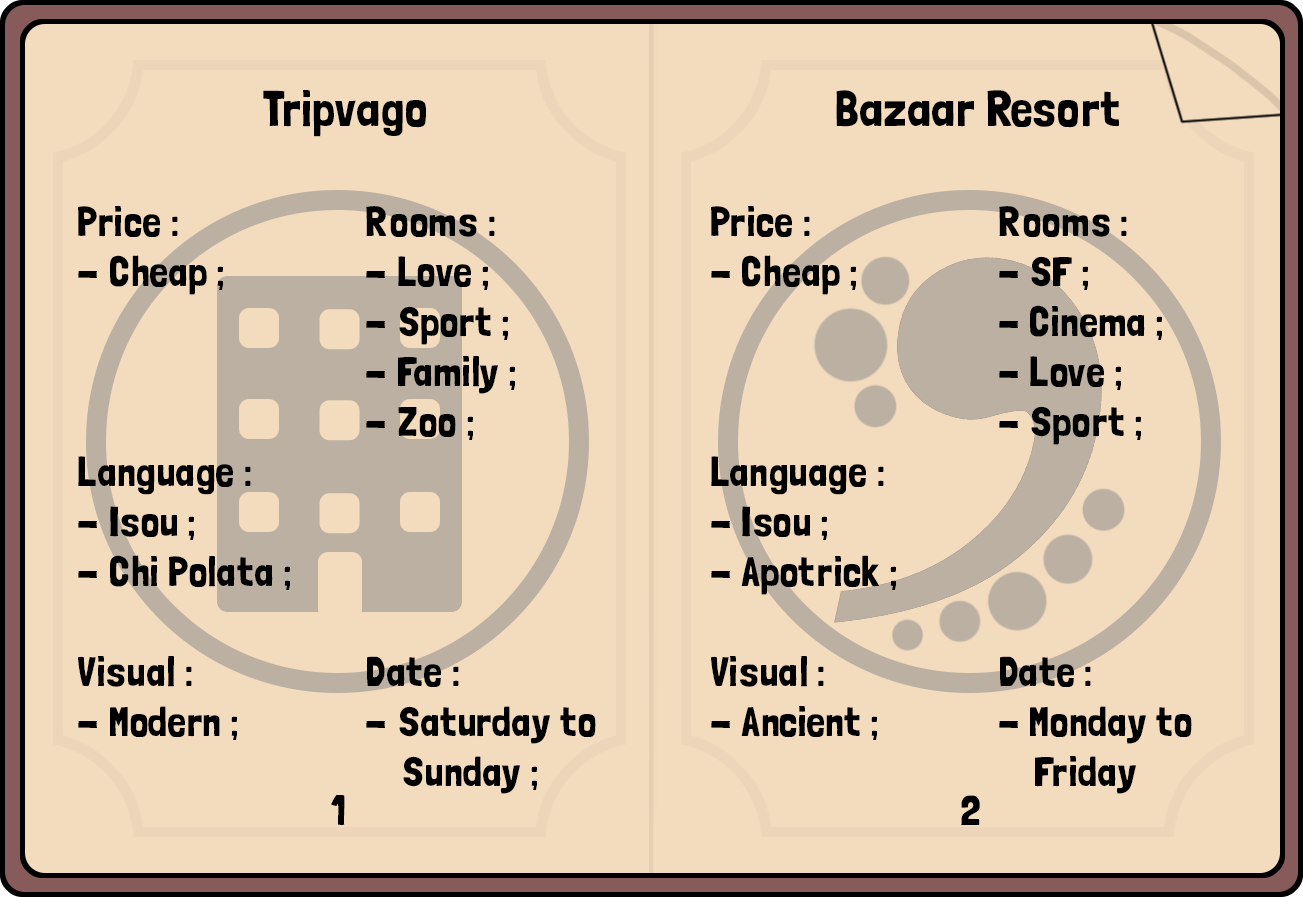 Tripvago
Price :
– Cheap ;
Rooms :
– Love ;
– Sport ;
– Family ;
– Zoo ;
Language :
– Isou ;
– Chi Polata ;
Visual :
– Modern ;
Date :
– Saturday to
Sunday ;
1
Bazaar Resort
Price :
– Cheap ;
Rooms :
– SF ;
– Cinema ;
– Love ;
– Sport ;
Language :
– Isou ;
– Apotrick ;
Visual :
– Ancient ;
Date :
– Monday to
Friday
2